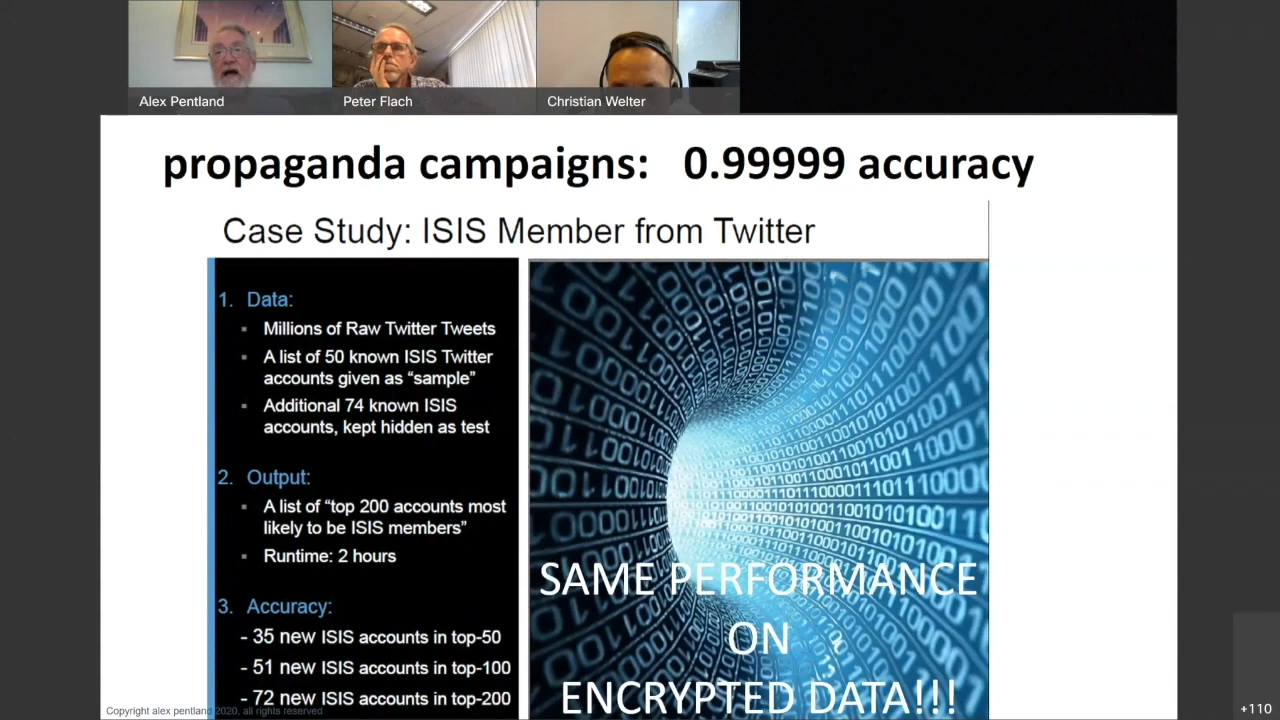 Alex Pentland
Peter Flach
Christian Welter
propaganda campaigns: 0.99999 accuracy
Case Study: ISIS Member from Twitter
1. Data:
▪ Millions of Raw Twitter Tweets
▪ A list of 50 known ISIS Twitter
accounts given as “sample”
▪ Additional 74 known ISIS
accounts, kept hidden as test
2. Output:
▪ A list of “top 200 accounts most
likely to be ISIS members”
▪ Runtime: 2 hours
3. Accuracy:
- 35 new ISIS accounts in top-50
- 51 new ISIS accounts in top-100
- 72 new ISIS accounts in top-200
SAME PERFORMANCE
ON
ENCRYPTED DATA!!!
Copyright alex pentland 2020, all rights reserved
+110